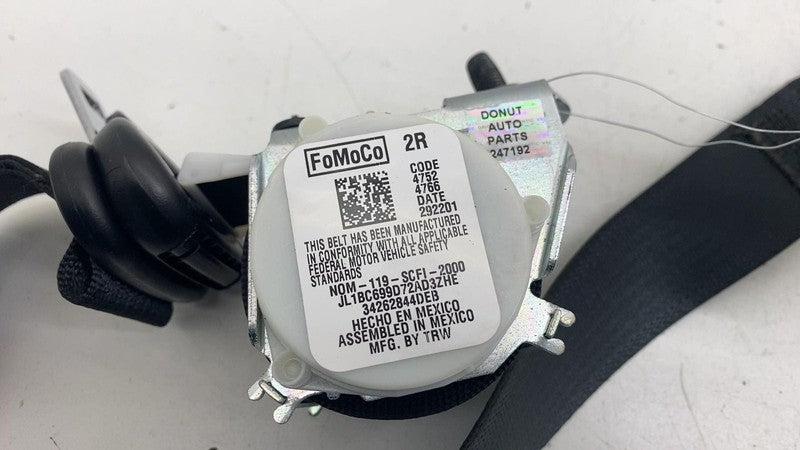 FoMoCo 2R
CODE
4752
4766
DATE
292201
THIS BELT HAS BEEN MANUFACTURED
IN CONFORMITY WITH ALL APPLICABLE
FEDERAL MOTOR VEHICLE SAFETY
STANDARDS
NOM-119-SCFI-2000
JL1BC699D72AD3ZHE
34262844DEB
HECHO EN MEXICO
ASSEMBLED IN MEXICO
MFG. BY TRW
DONUT
AUTO
PARTS
247192